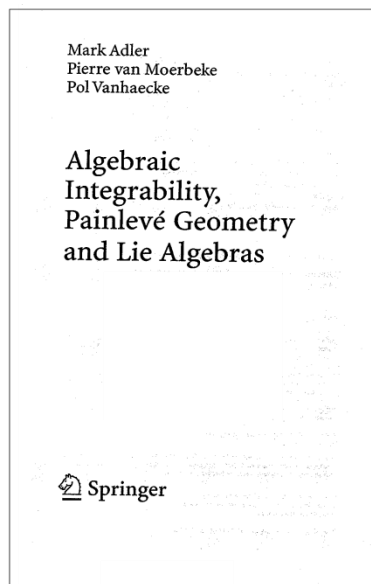 Mark Adler
Pierre van Moerbeke
Pol Vanhaecke
Algebraic
Integrability,
Painlevé Geometry
and Lie Algebras
Springer